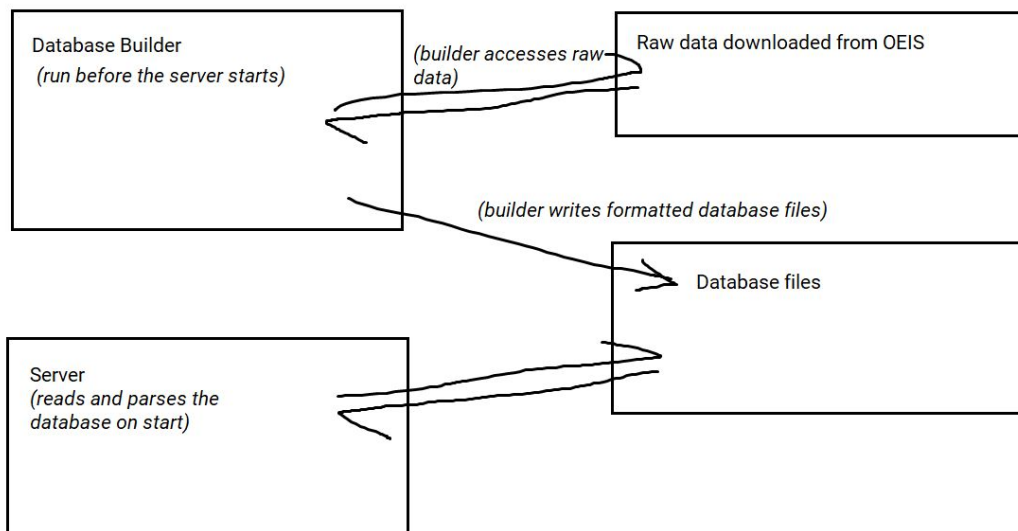 Database Builder
(run before the server starts)
(builder accesses raw
data)
Raw data downloaded from OEIS
(builder writes formatted database files)
Database files
Server
(reads and parses the
database on start)